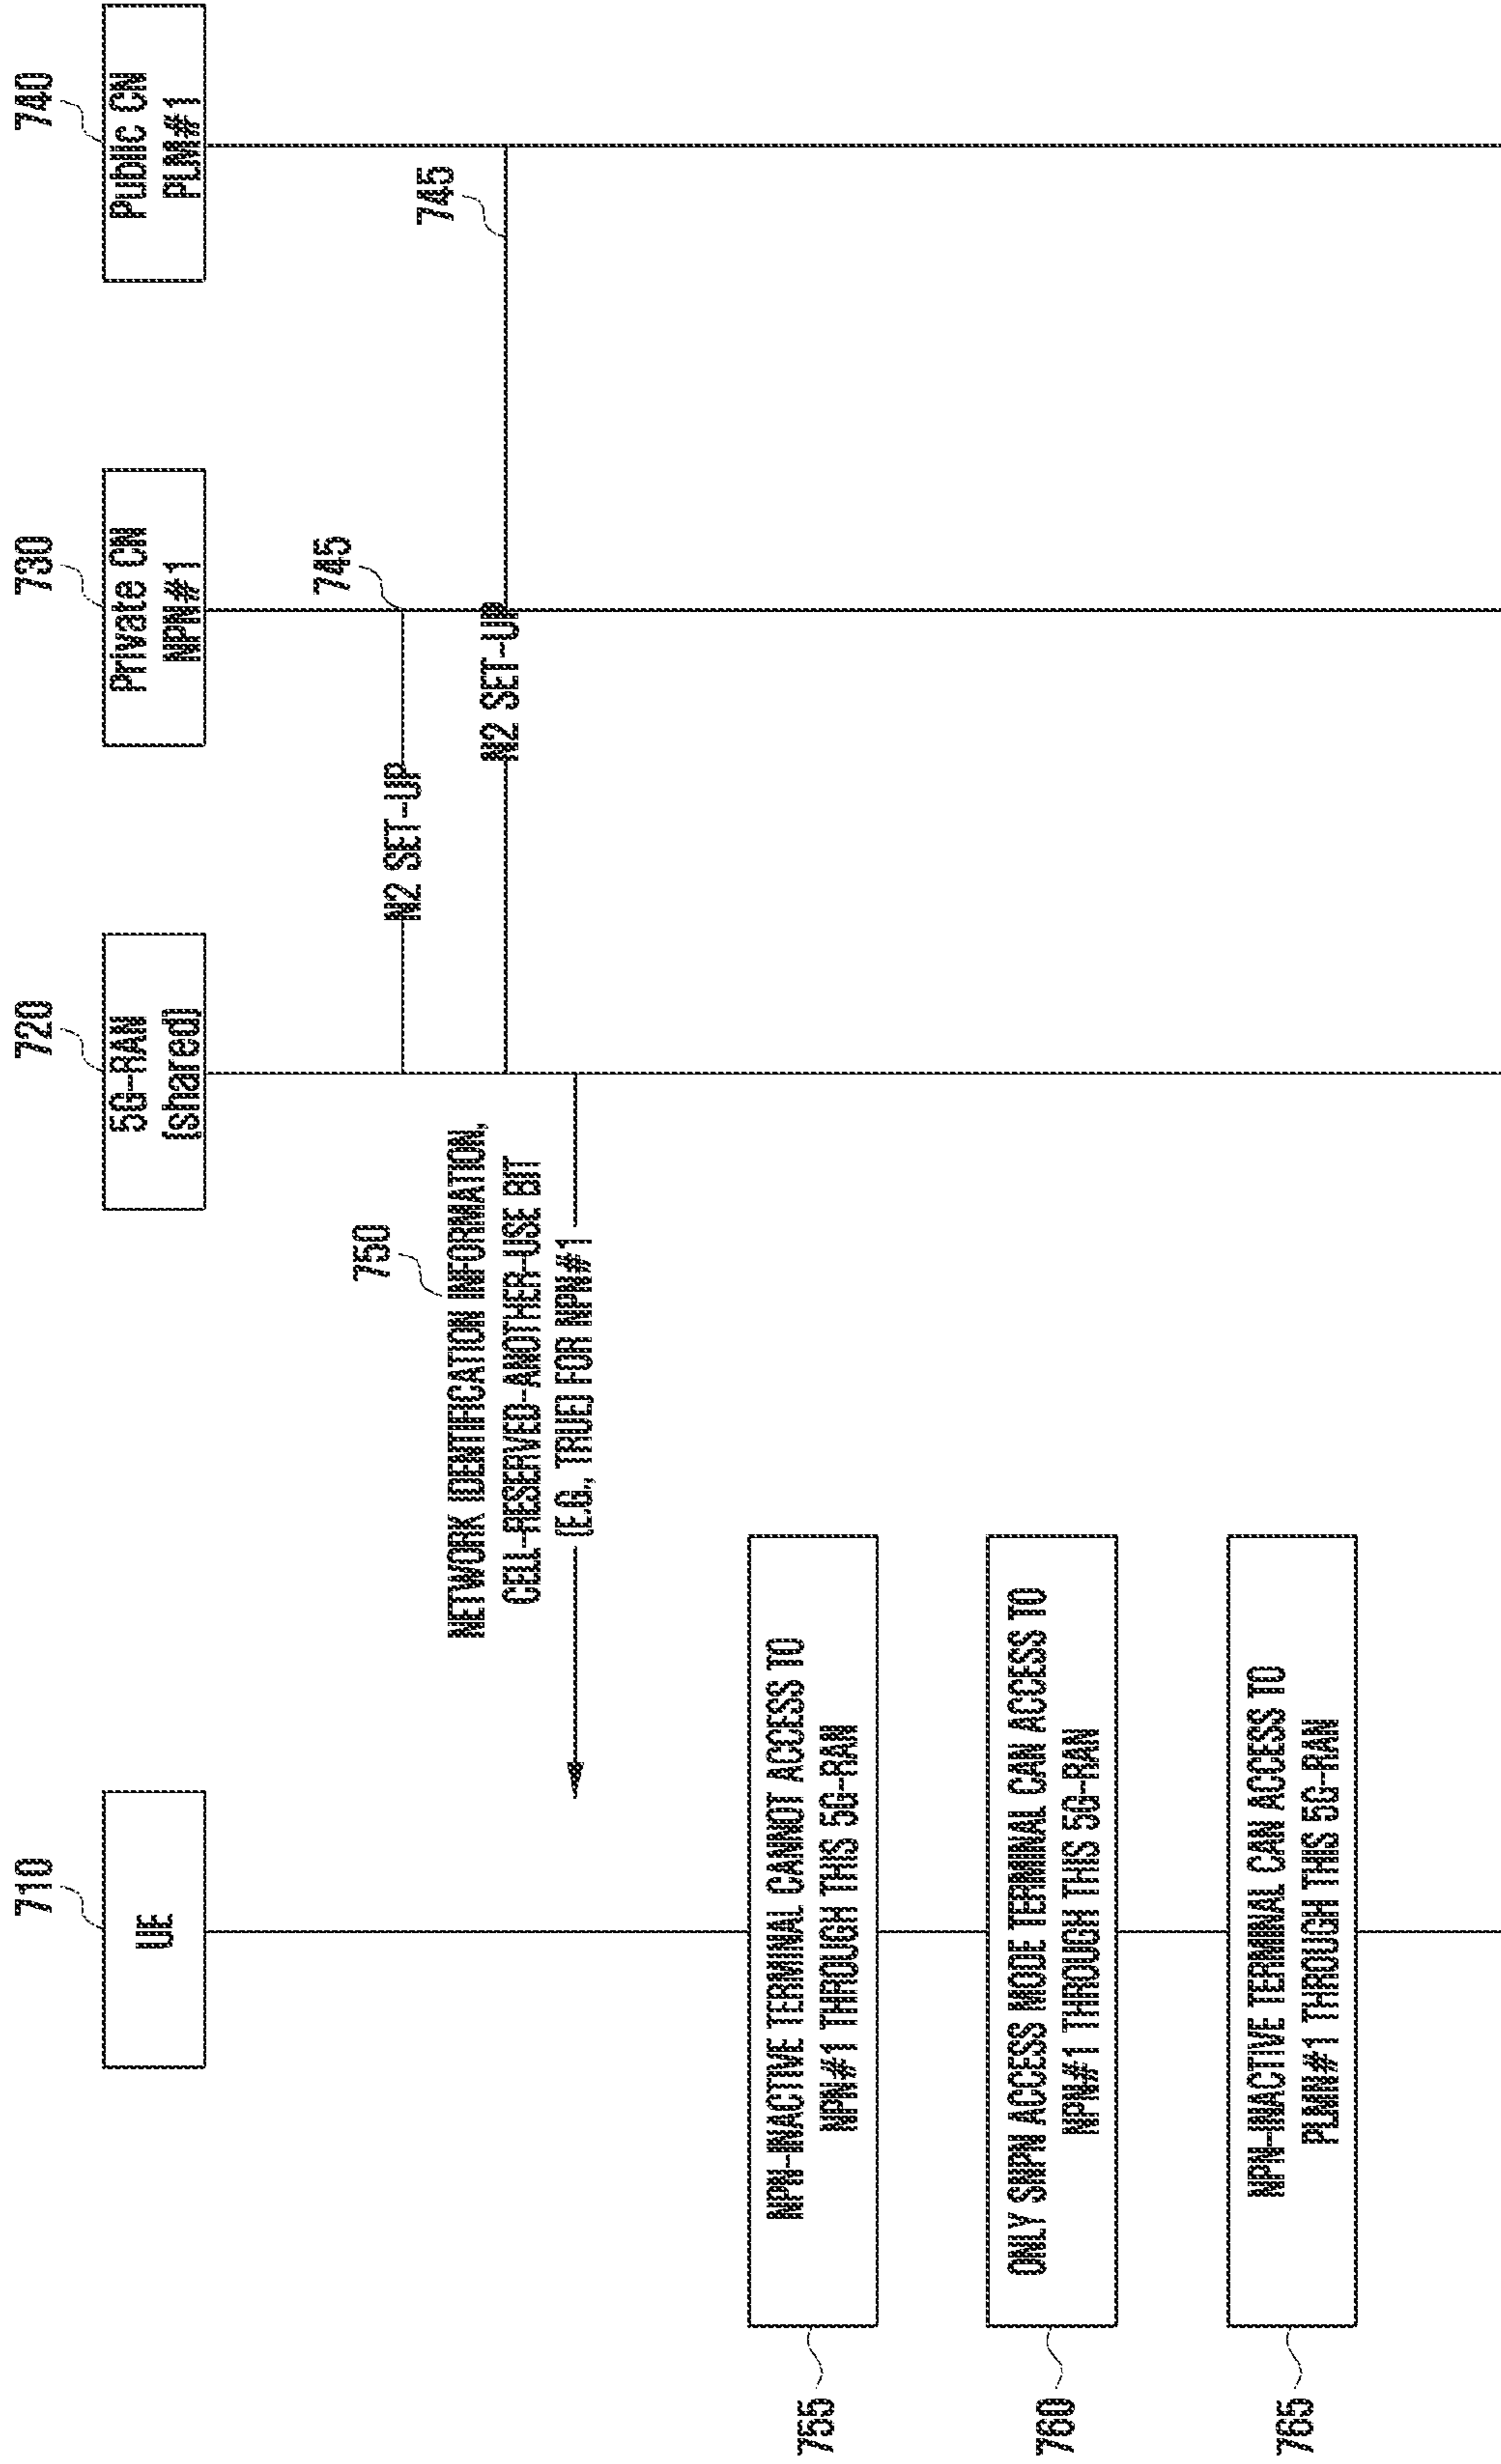 710
UE
720
5G-RAN
(shared)
730
Private CN
NPN#1
740
Public CN
PLM#1
745
N2 SET-UP
745
N2 SET-UP
750
NETWORK IDENTIFICATION INFORMATION,
CELL-RESERVED-ANOTHER-USE BIT
(E.G., TRUE) FOR NPN#1
755
NPN-INACTIVE TERMINAL CANNOT ACCESS TO
NPN#1 THROUGH THIS 5G-RAN
760
ONLY SNPN ACCESS MODE TERMINAL CAN ACCESS TO
NPN#1 THROUGH THIS 5G-RAN
765
NPN-INACTIVE TERMINAL CAN ACCESS TO
PLMN#1 THROUGH THIS 5G-RAN